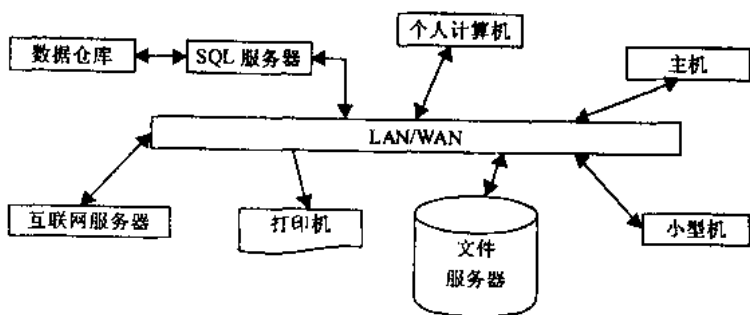 个人计算机
数据仓库
SQL 服务器
主机
LAN/WAN
互联网服务器
打印机
文件
服务器
小型机